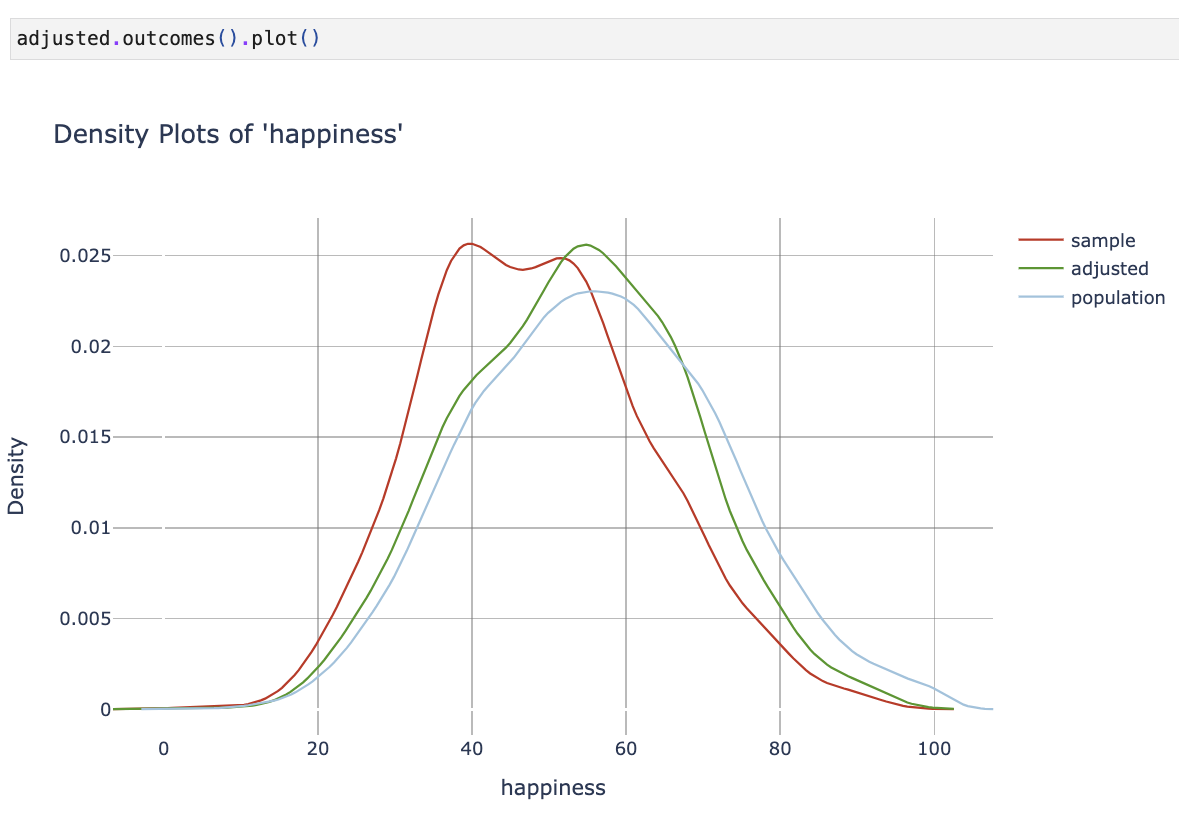 adjusted.outcomes().plot()
Density Plots of 'happiness'
sample
adjusted
population
0.025
0.02
0.015
0.01
0.005
0
Density
0 20 40 60 80 100
happiness